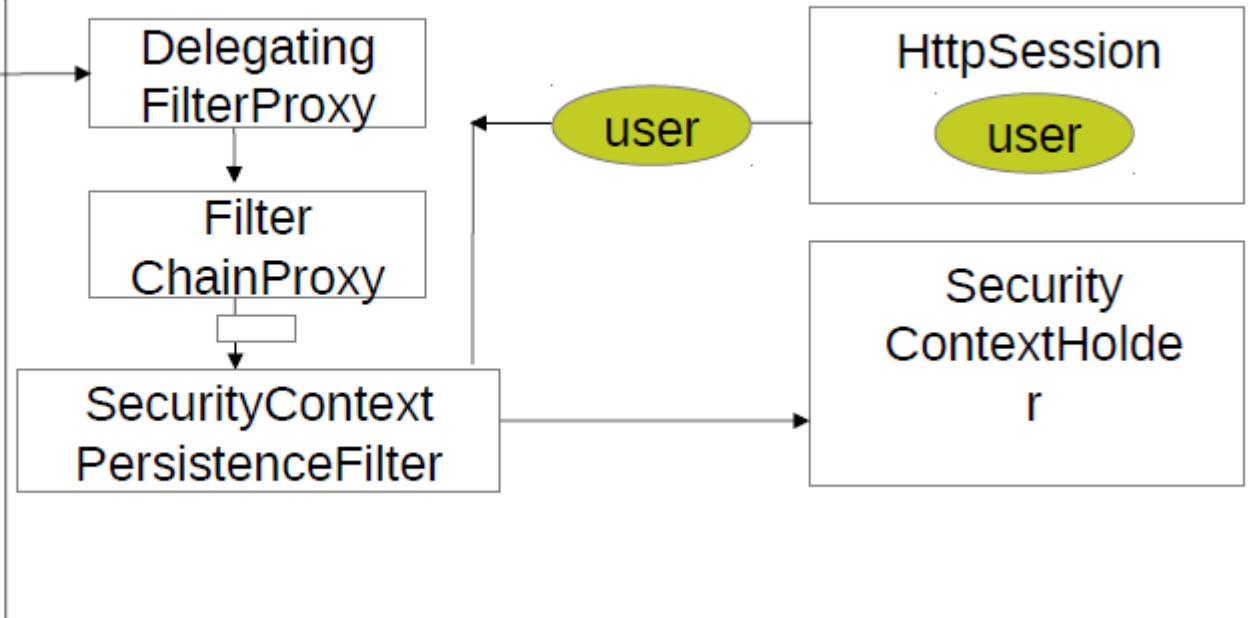 Delegating
FilterProxy
user
HttpSession
user
Filter
ChainProxy
Security
ContextHolde
r
SecurityContext
PersistenceFilter